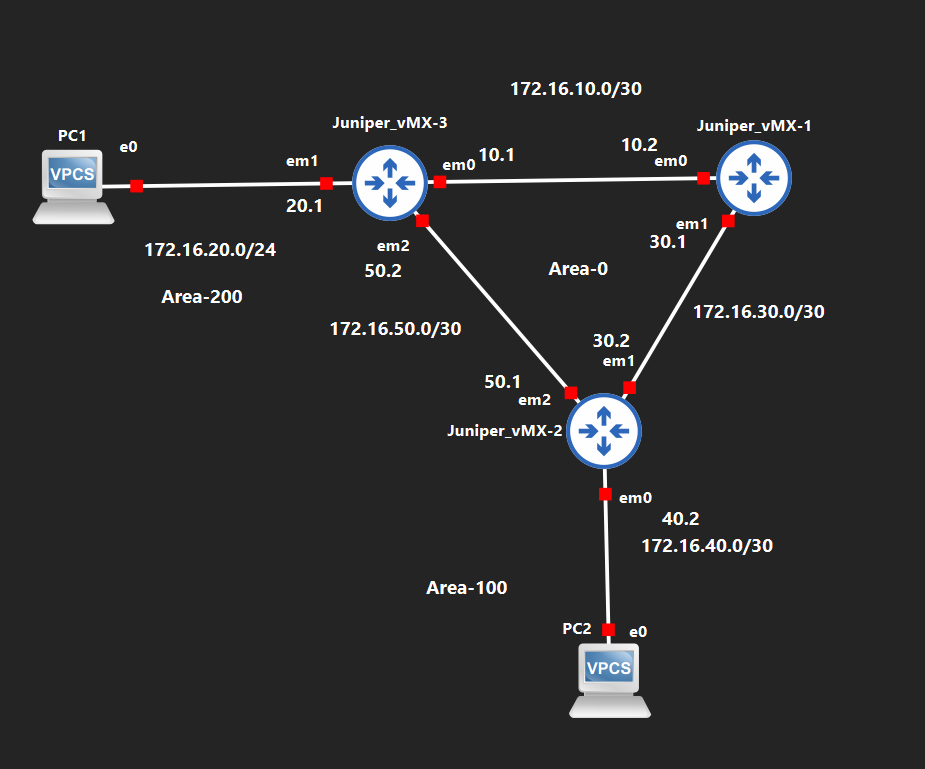 172.16.10.0/30
Juniper_vMX-3
Juniper_vMX-1
PC1
e0
10.2
10.1
em1
em0
em0
VPCS
20.1
em1
30.1
em2
172.16.20.0/24
50.2
Area-0
Area-200
172.16.30.0/30
172.16.50.0/30
30.2
em1
50.1
em2
Juniper_vMX-2
em0
40.2
172.16.40.0/30
Area-100
PC2
e0
VPCS